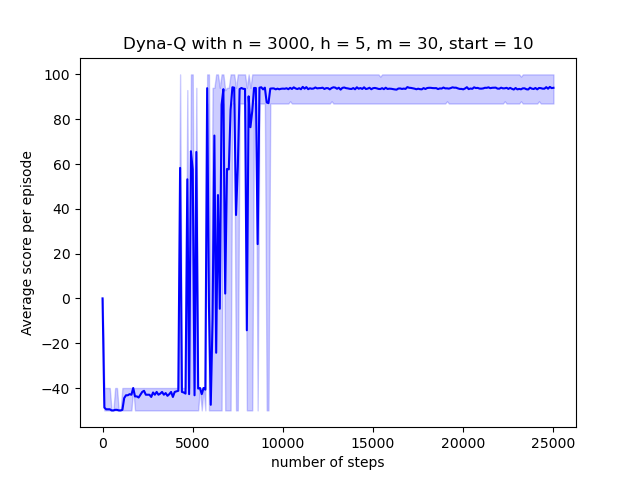 Dyna-Q with n = 3000, h = 5, m = 30, start = 10
Average score per episode
100
80
60
40
20
0
−20
−40
0 5000 10000 15000 20000 25000
number of steps